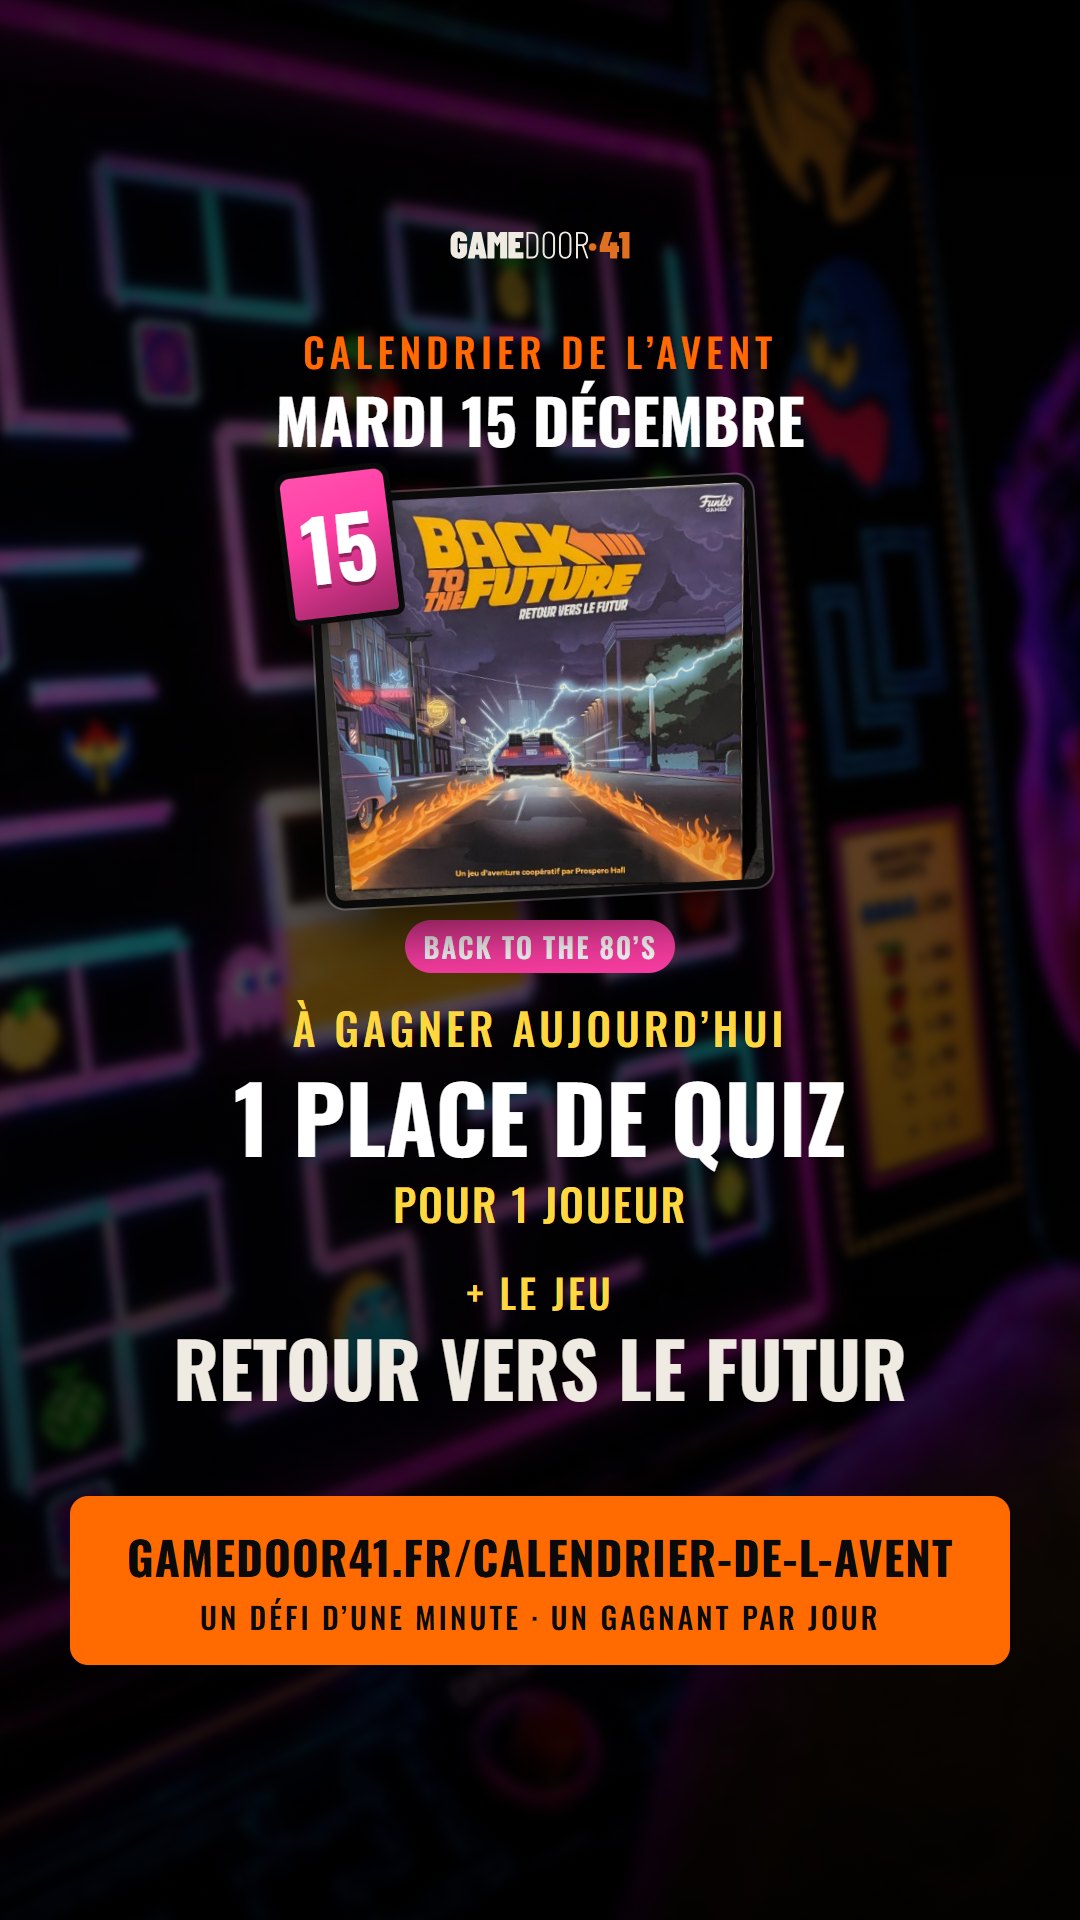 GAMEDOOR•41
CALENDRIER DE L’AVENT
MARDI 15 DÉCEMBRE
15
Funko
GAMES
BACK
TO THE FUTURE
RETOUR VERS LE FUTUR
Un jeu d'aventure coopératif par Prospero Hall
BACK TO THE 80’S
À GAGNER AUJOURD’HUI
1 PLACE DE QUIZ
POUR 1 JOUEUR
+ LE JEU
RETOUR VERS LE FUTUR
GAMEDOOR41.FR/CALENDRIER-DE-L-AVENT
UN DÉFI D’UNE MINUTE · UN GAGNANT PAR JOUR